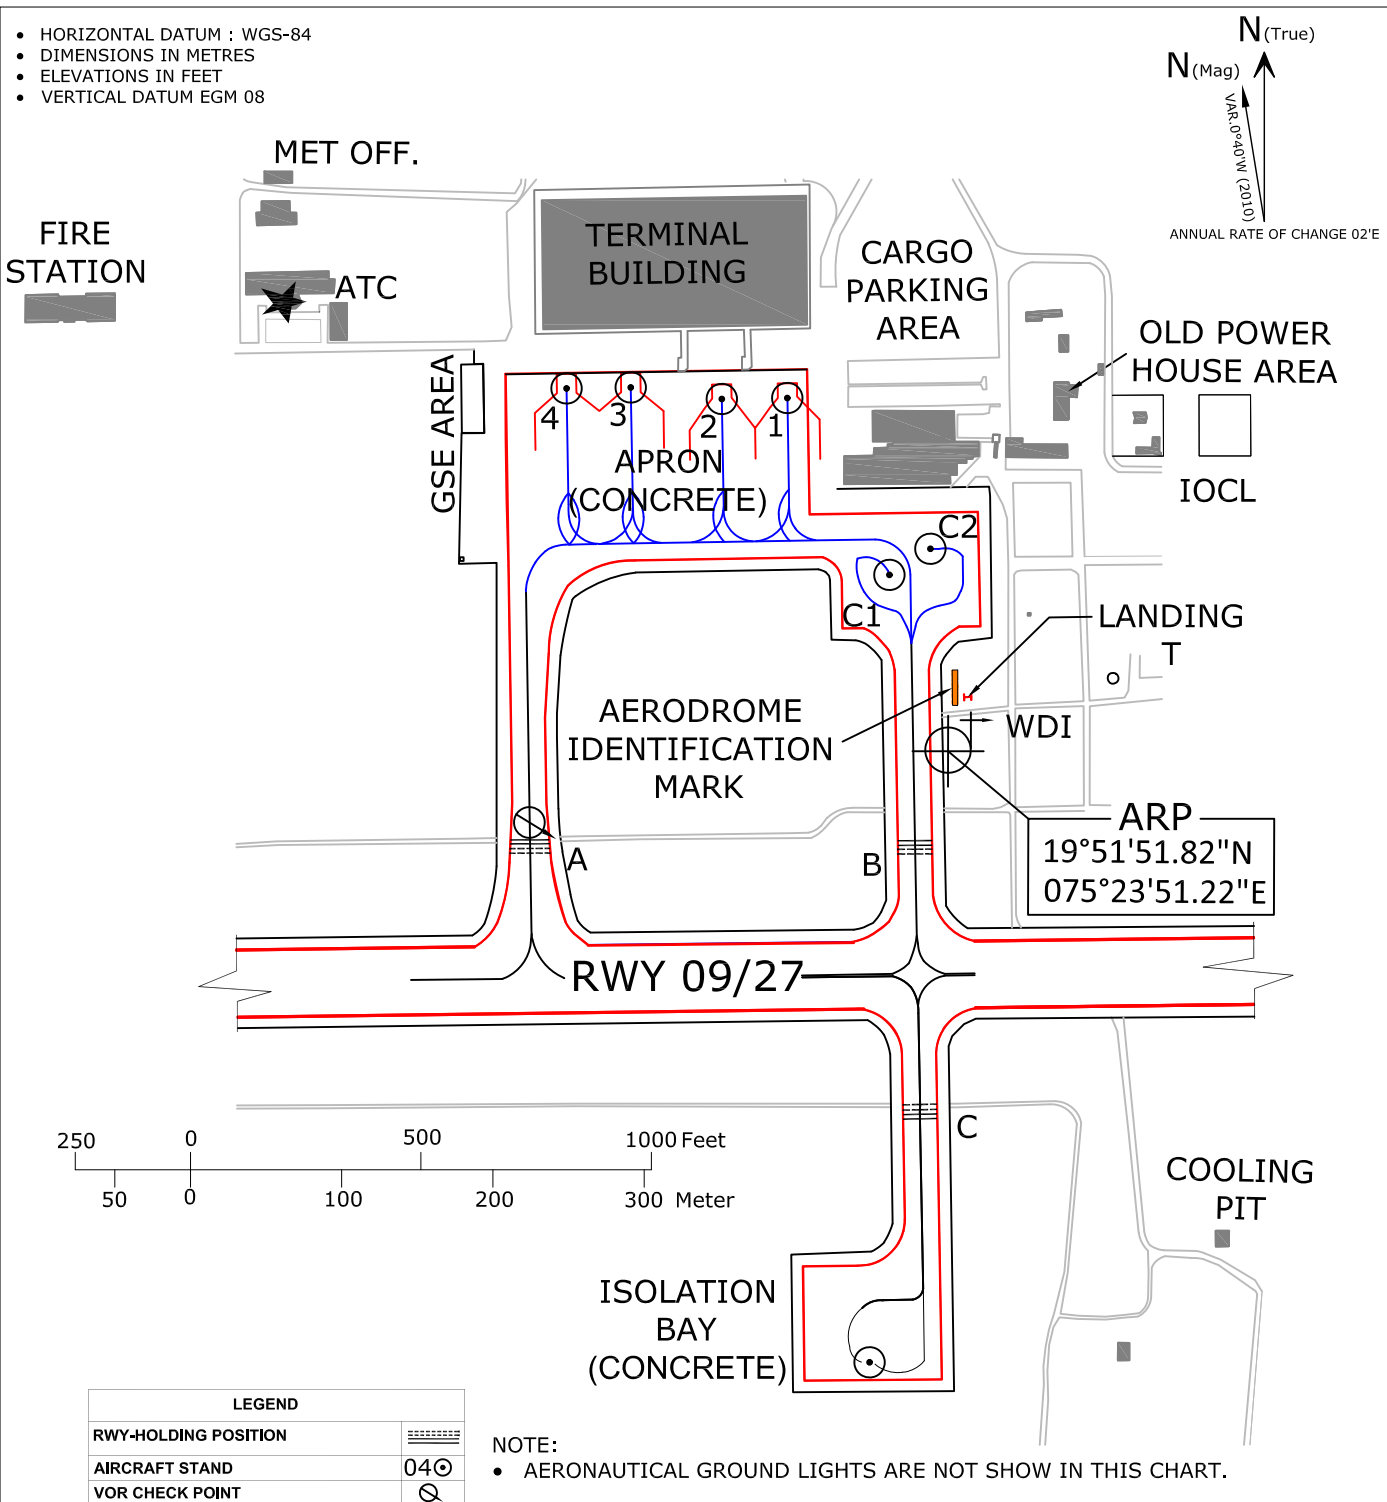 • HORIZONTAL DATUM : WGS-84
• DIMENSIONS IN METRES
• ELEVATIONS IN FEET
• VERTICAL DATUM EGM 08
N(True)
N(Mag)
VAR.0°40'W (2010)
ANNUAL RATE OF CHANGE 02'E
MET OFF.
FIRE
STATION
ATC
TERMINAL
BUILDING
CARGO
PARKING
AREA
OLD POWER
HOUSE AREA
IOCL
GSE AREA
4
3
2
1
APRON
(CONCRETE)
C2
C1
LANDING
T
AERODROME
IDENTIFICATION
MARK
WDI
ARP
19°51'51.82"N
075°23'51.22"E
A
B
RWY 09/27
C
250
0
500
1000 Feet
50
0
100
200
300 Meter
COOLING
PIT
ISOLATION
BAY
(CONCRETE)
LEGEND
RWY-HOLDING POSITION
AIRCRAFT STAND 04
VOR CHECK POINT
NOTE:
• AERONAUTICAL GROUND LIGHTS ARE NOT SHOW IN THIS CHART.